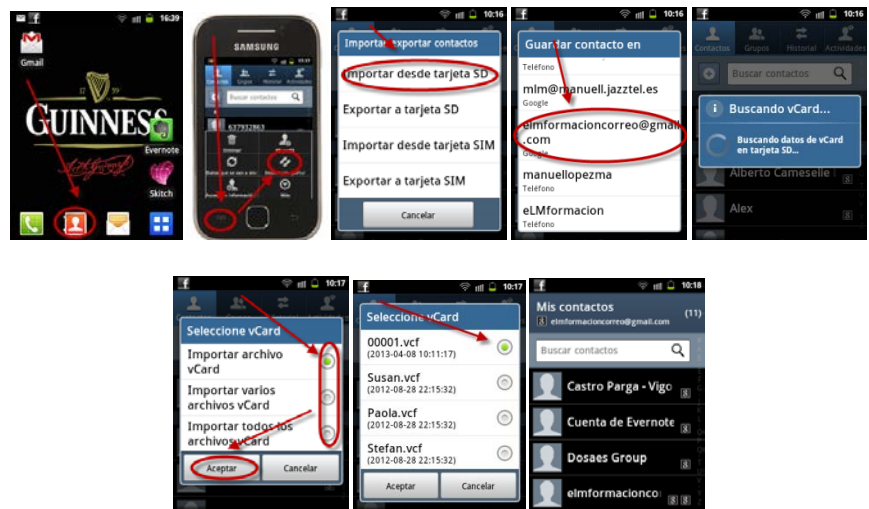 16:39
Gmail
17 59
GUINNESS
Evernote
Skitch
SAMSUNG
Buscar contactos
637932863
10:16
Importar/exportar contactos
Importar desde tarjeta SD
Exportar a tarjeta SD
Importar desde tarjeta SIM
Exportar a tarjeta SIM
Cancelar
10:16
Guardar contacto en
Teléfono
mlm@manuell.jazztel.es
Google
elmformacioncorreo@gmail
.com
Google
manuellopezma
Teléfono
eLMformacion
Teléfono
10:16
Contactos Grupos Historial Actividades
Buscar contactos
Buscando vCard...
Buscando datos de vCard
en tarjeta SD...
Alberto Cameselle
Alex
10:17
Seleccione vCard
Importar archivo
vCard
Importar varios
archivos vCard
Importar todos los
archivos vCard
Aceptar Cancelar
10:17
Seleccione vCard
00001.vcf
(2013-04-08 10:11:17)
Susan.vcf
(2012-08-28 22:15:32)
Paola.vcf
(2012-08-28 22:15:32)
Stefan.vcf
(2012-08-28 22:15:32)
Aceptar Cancelar
10:18
Mis contactos
elmformacioncorreo@gmail.com (11)
Buscar contactos
Castro Parga - Vigo
Cuenta de Evernote
Dosaes Group
elmformacionco